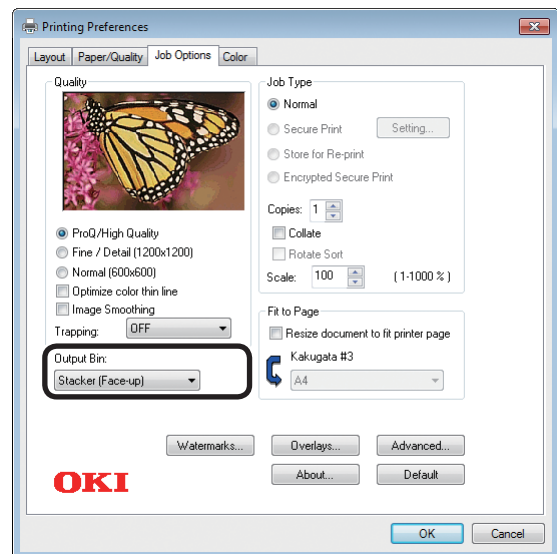 Printing Preferences
Layout Paper/Quality Job Options Color
Quality
ProQ/High Quality
Fine / Detail (1200x1200)
Normal (600x600)
Optimize color thin line
Image Smoothing
Trapping: OFF
Output Bin:
Stacker (Face-up)
Job Type
Normal
Secure Print Setting...
Store for Re-print
Encrypted Secure Print
Copies: 1
Collate
Rotate Sort
Scale: 100 (1-1000 %)
Fit to Page
Resize document to fit printer page
Kakugata #3
A4
Watermarks... Overlays... Advanced...
OKI About... Default
OK Cancel